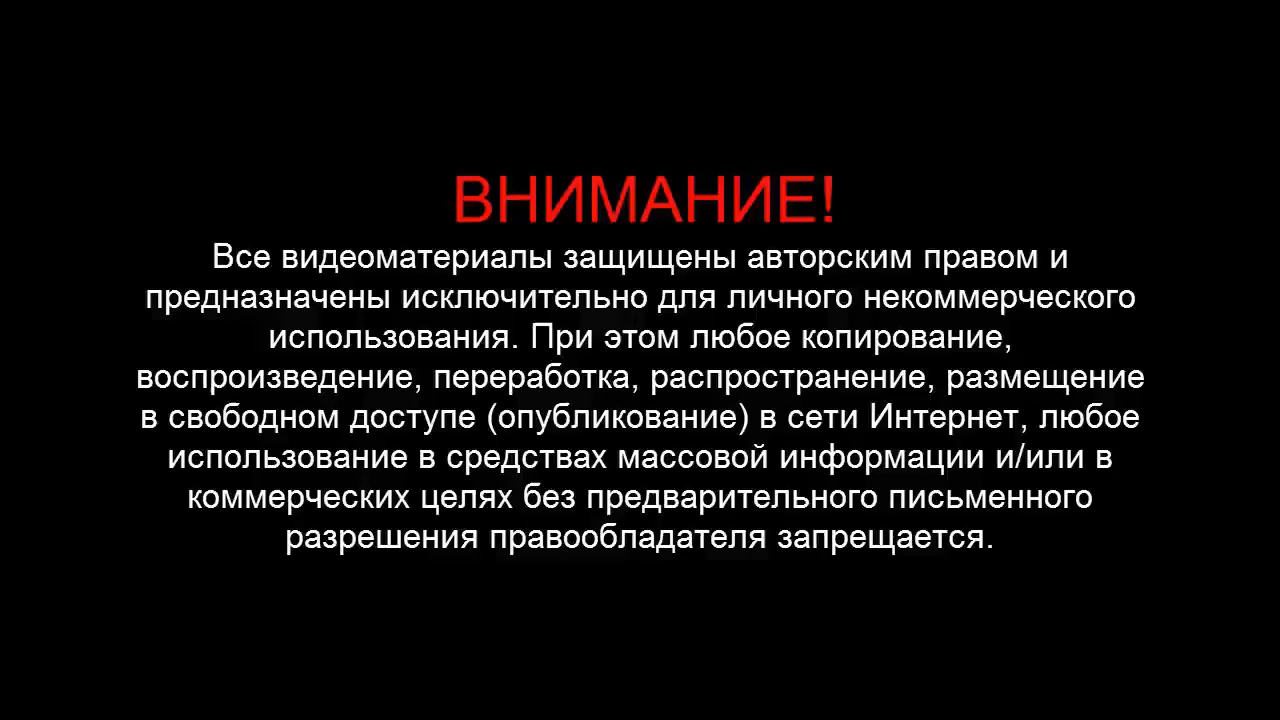 ВНИМАНИЕ!
Все видеоматериалы защищены авторским правом и
предназначены исключительно для личного некоммерческого
использования. При этом любое копирование,
воспроизведение, переработка, распространение, размещение
в свободном доступе (опубликование) в сети Интернет, любое
использование в средствах массовой информации и/или в
коммерческих целях без предварительного письменного
разрешения правообладателя запрещается.